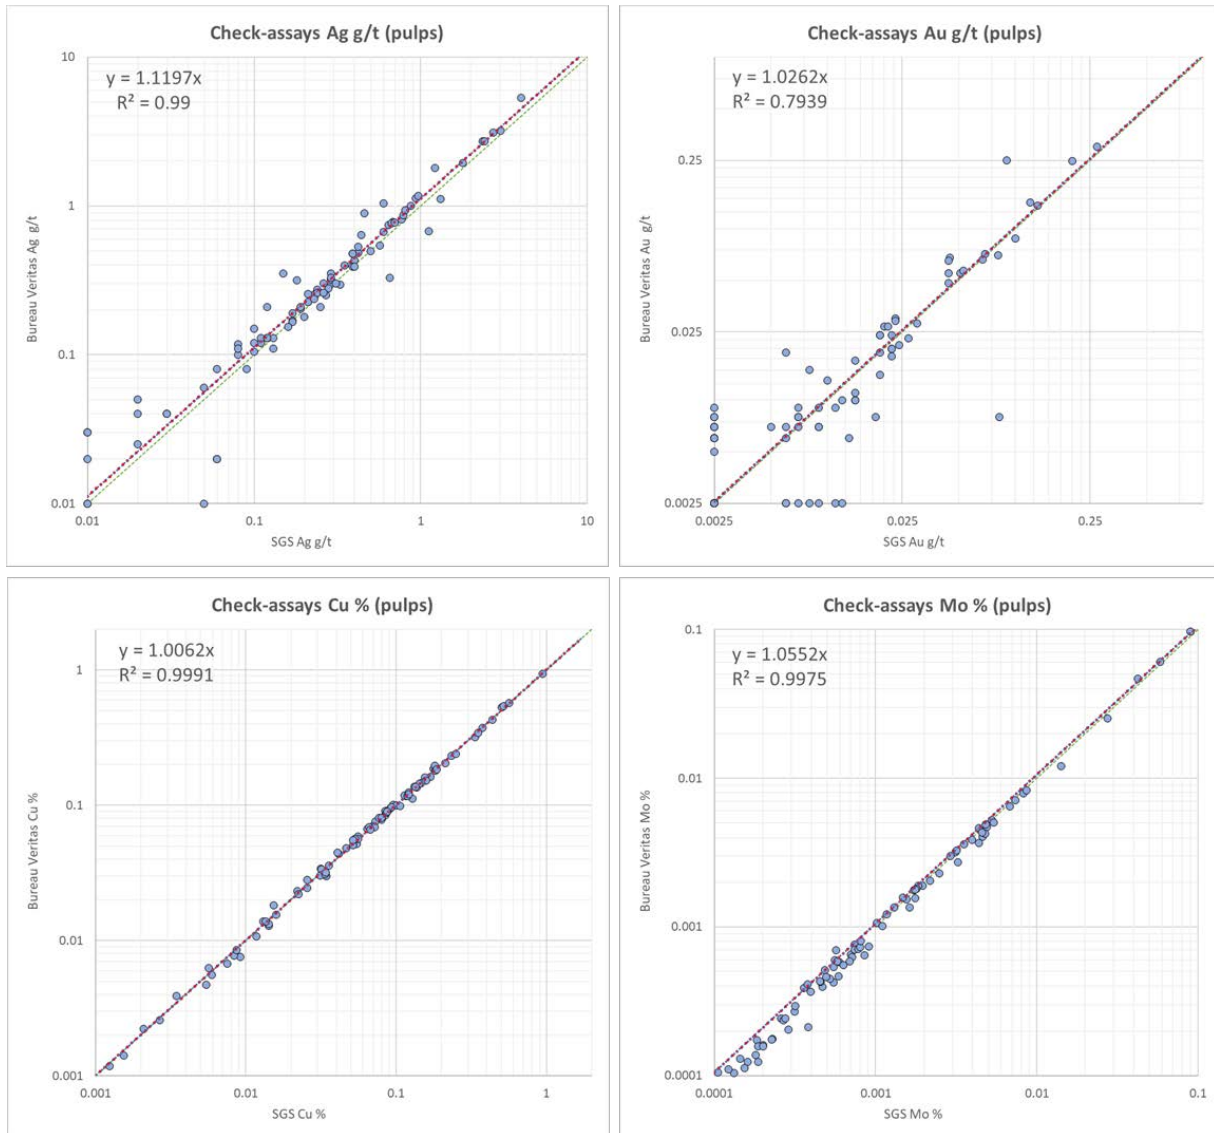 Check-assays Ag g/t (pulps)
y = 1.1197x
R² = 0.99
10
1
0.1
0.01
Bureau Veritas Ag g/t
0.01
0.1
1
10
SGS Ag g/t
Check-assays Au g/t (pulps)
y = 1.0262x
R² = 0.7939
0.25
0.025
0.0025
Bureau Veritas Au g/t
0.0025
0.025
0.25
SGS Au g/t
Check-assays Cu % (pulps)
y = 1.0062x
R² = 0.9991
1
0.1
0.01
0.001
Bureau Veritas Cu %
0.001
0.01
0.1
1
SGS Cu %
Check-assays Mo % (pulps)
y = 1.0552x
R² = 0.9975
0.1
0.01
0.001
0.0001
Bureau Veritas Mo %
0.0001
0.001
0.01
0.1
SGS Mo %